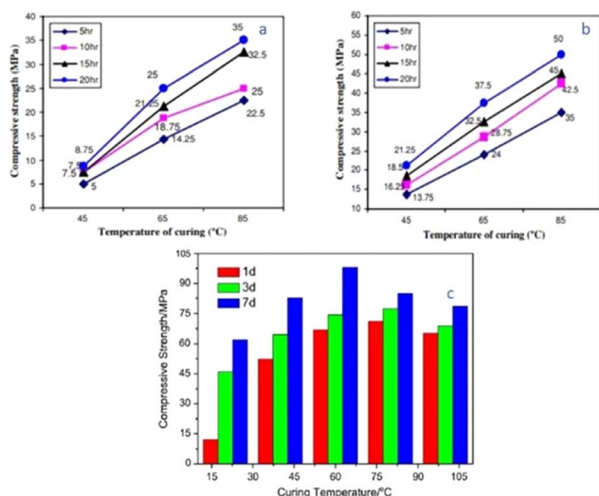 a
5hr
10hr
15hr
20hr
Compressive strength (MPa)
40
35
30
25
20
15
10
5
0
35
32.5
25
25
22.5
21.25
18.75
14.25
8.75
7.5
7.5
5
45 65 85
Temperature of curing (°C)
b
5hr
10hr
15hr
20hr
Compressive strength (MPa)
60
55
50
45
40
35
30
25
20
15
10
50
45
42.5
37.5
35
32.5
28.75
24
21.25
18.5
16.25
13.75
45 65 85
Temperature of curing (°C)
c
1d
3d
7d
Compressive Strength/MPa
105
90
75
60
45
30
15
0
15 30 45 60 75 90 105
Curing Temperature/°C